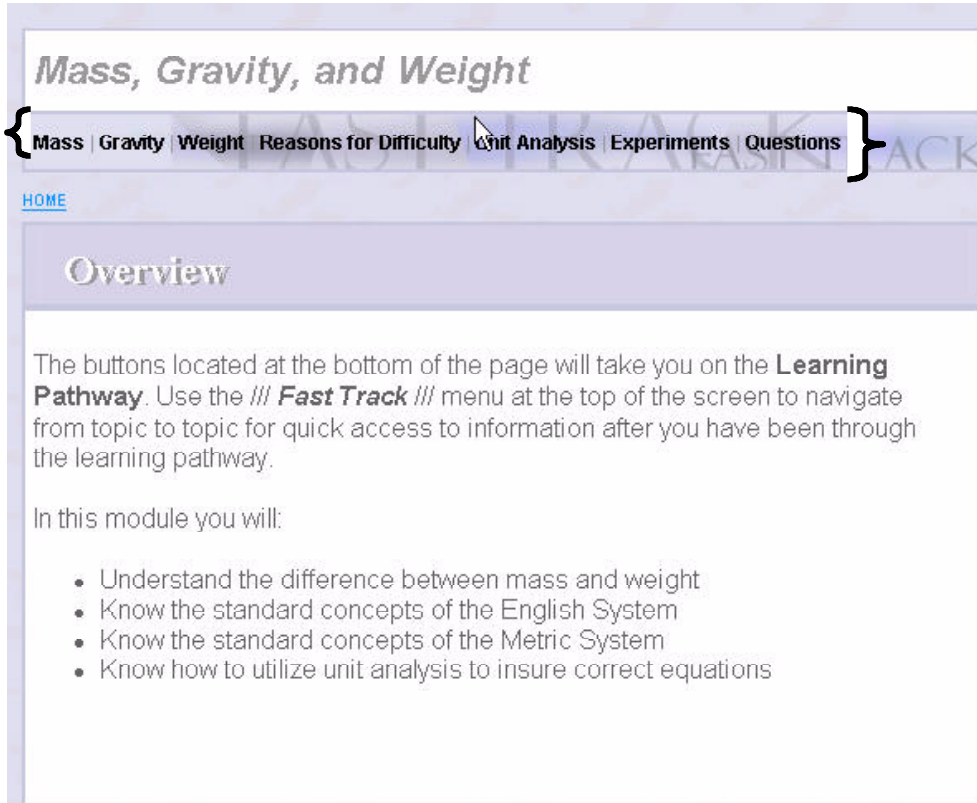 Mass, Gravity, and Weight
Mass | Gravity | Weight | Reasons for Difficulty | Unit Analysis | Experiments | Questions
FAST TRACK
FAST TRACK
HOME
Overview
The buttons located at the bottom of the page will take you on the Learning
Pathway. Use the /// Fast Track /// menu at the top of the screen to navigate
from topic to topic for quick access to information after you have been through
the learning pathway.
In this module you will:
• Understand the difference between mass and weight
• Know the standard concepts of the English System
• Know the standard concepts of the Metric System
• Know how to utilize unit analysis to insure correct equations